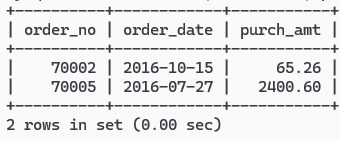 +----------+------------+-----------+
| order_no | order_date | purch_amt |
+----------+------------+-----------+
|    70002 | 2016-10-15 |     65.26 |
|    70005 | 2016-07-27 |   2400.60 |
+----------+------------+-----------+
2 rows in set (0.00 sec)